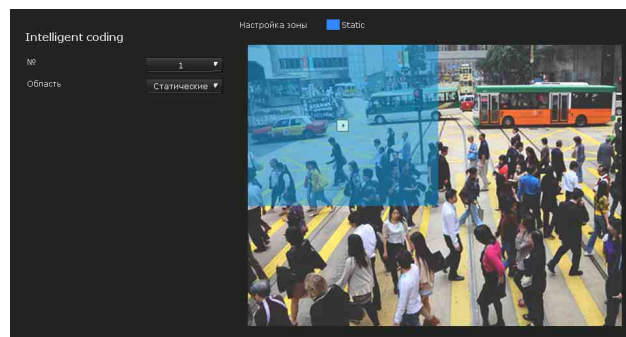 Настройка зоны Static
Intelligent coding
№ 1
Область Статические